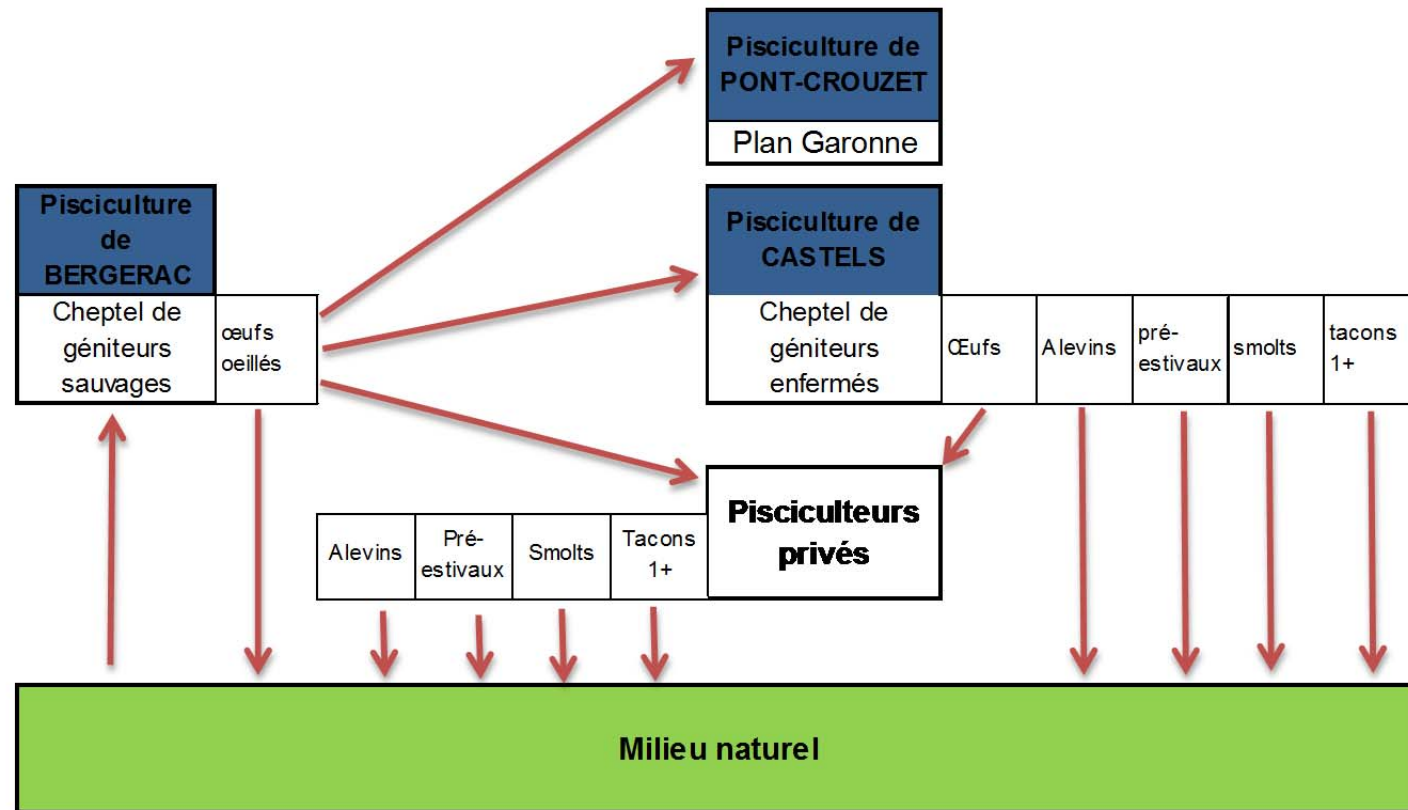 Pisciculture de
PONT-CROUZET
Plan Garonne
Pisciculture
de
BERGERAC
Cheptel de
géniteurs
sauvages
œufs
oeillés
Pisciculture de
CASTELS
Cheptel de
géniteurs
enfermés
Œufs
Alevins
pré-
estivaux
smolts
tacons
1+
Pisciculteurs
privés
Alevins
Pré-
estivaux
Smolts
Tacons
1+
Milieu naturel